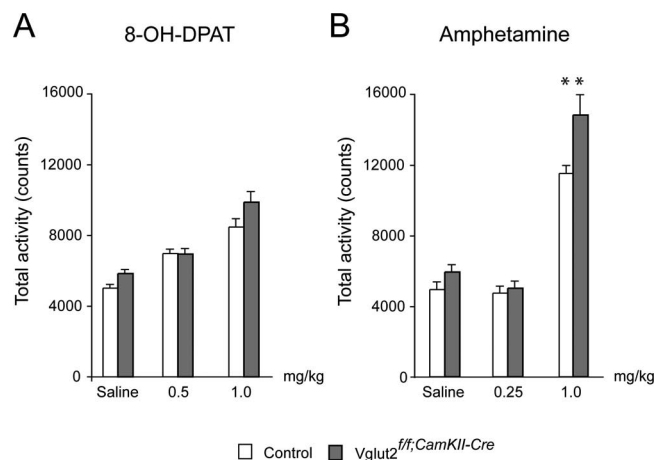 A
8-OH-DPAT
Total activity (counts)
16000
12000
8000
4000
0
Saline
0.5
1.0
mg/kg
B
Amphetamine
Total activity (counts)
16000
12000
8000
4000
0
**
Saline
0.25
1.0
mg/kg
Control
Vglut2f/f;CamKII-Cre